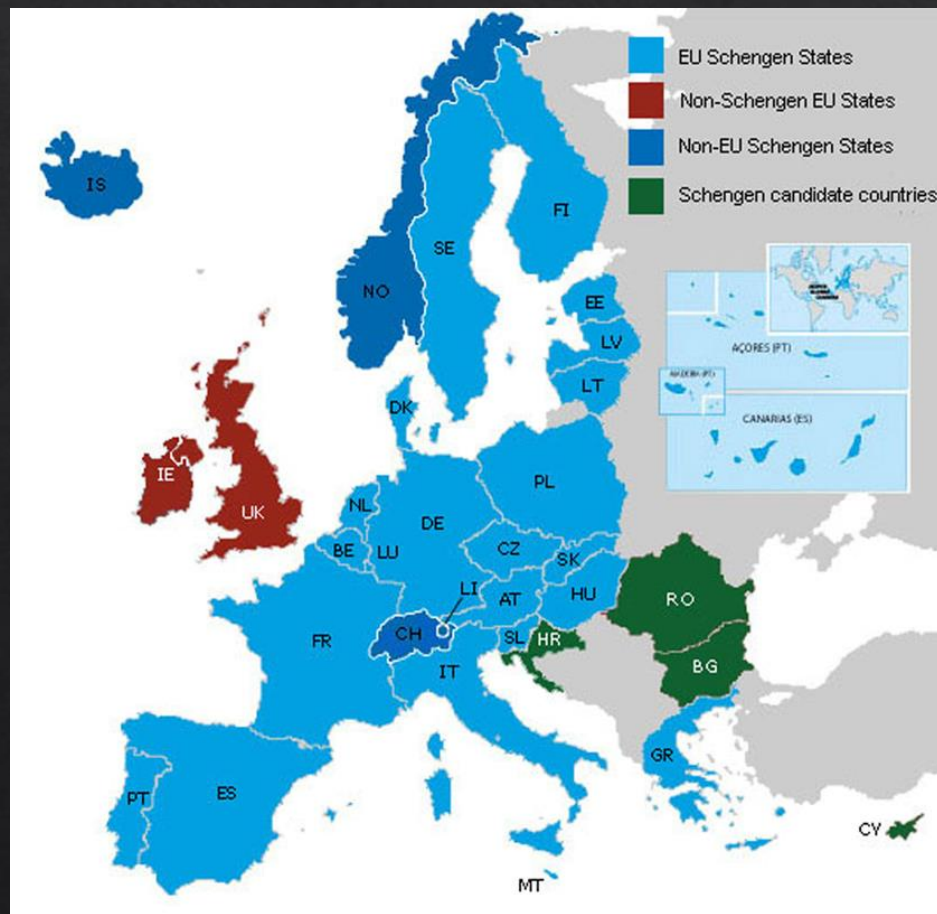 EU Schengen States
Non-Schengen EU States
Non-EU Schengen States
Schengen candidate countries
IS
FI
SE
NO
EE
LV
AÇORES (PT)
MADEIRA (PT)
LT
DK
CANARIAS (ES)
IE
PL
NL
UK
DE
BE
LU
CZ
SK
LI
HU
AT
RO
FR
CH
SL
HR
IT
BG
GR
ES
PT
CY
MT